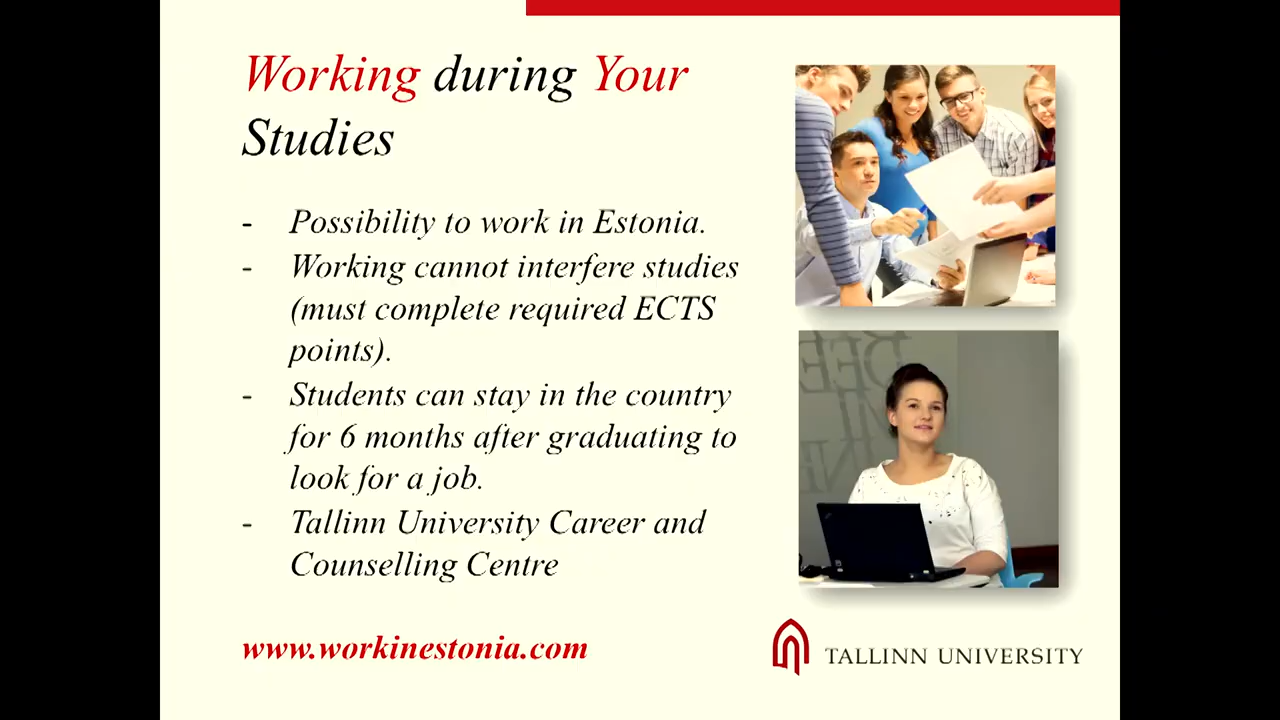 Working during Your
Studies
- Possibility to work in Estonia.
- Working cannot interfere studies
(must complete required ECTS
points).
- Students can stay in the country
for 6 months after graduating to
look for a job.
- Tallinn University Career and
Counselling Centre
www.workinestonia.com
TALLINN UNIVERSITY